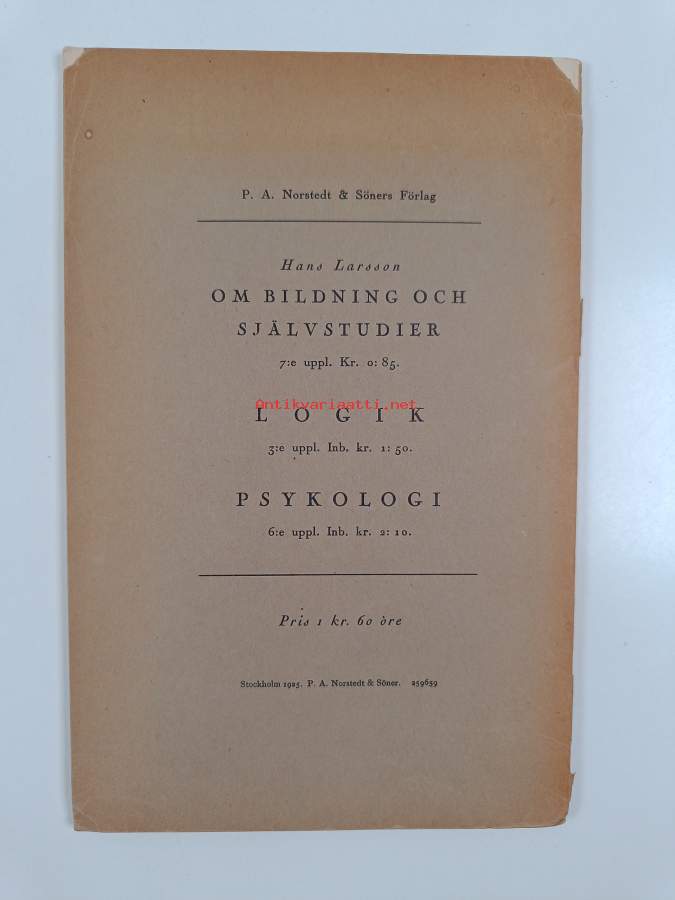 P. A. Norstedt & Söners Förlag
Hans Larsson
OM BILDNING OCH
SJÄLVSTUDIER
7:e uppl. Kr. 0: 85.
Antikvariaatti.net
LOGIK
3:e uppl. Inb. kr. 1: 50.
PSYKOLOGI
6:e uppl. Inb. kr. 2: 10.
Pris 1 kr. 60 öre
Stockholm 1925. P. A. Norstedt & Söner. 259659